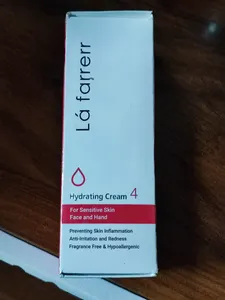 Lá farrerr
Hydrating Cream 4
For Sensitive Skin
Face and Hand
Preventing Skin Inflammation
Anti-Irritation and Redness
Fragrance Free & Hypoallergenic